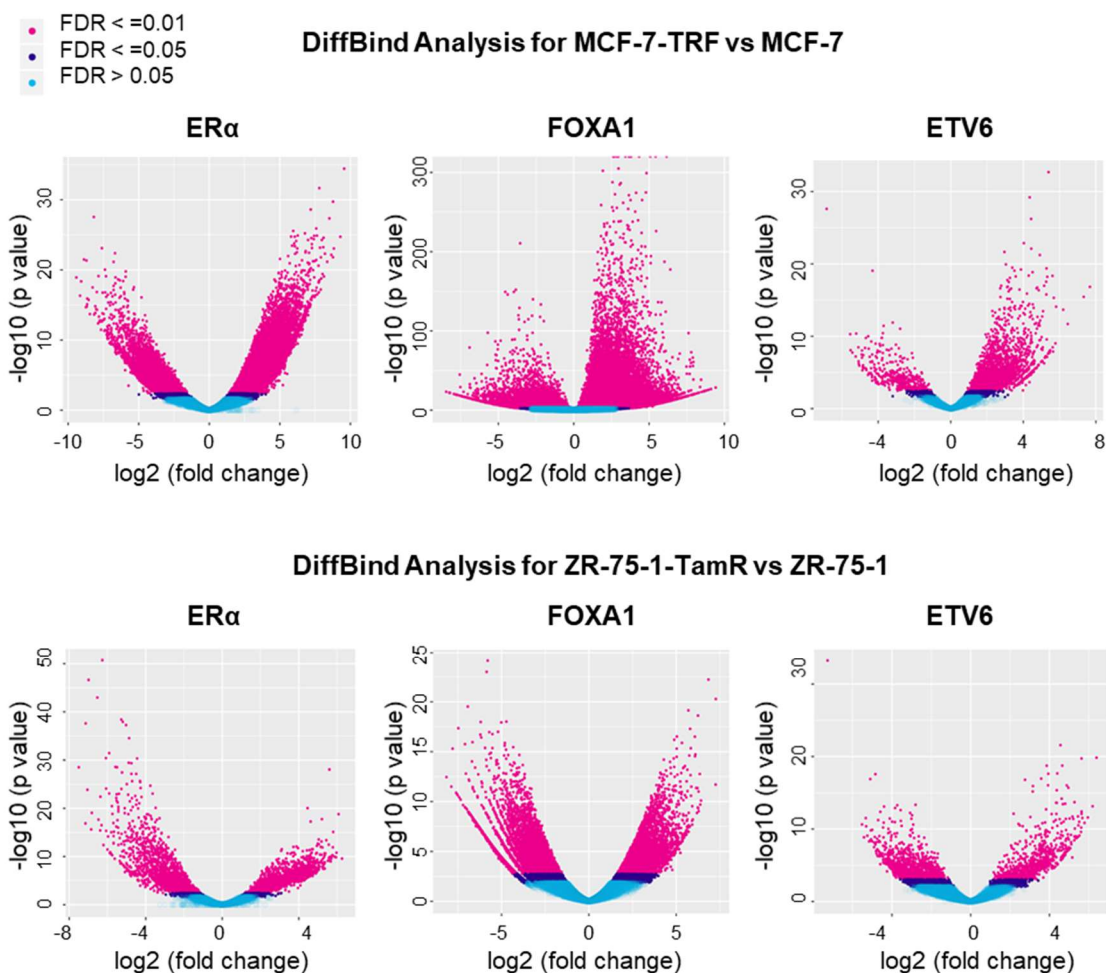 FDR < =0.01
FDR < =0.05
FDR > 0.05
DiffBind Analysis for MCF-7-TRF vs MCF-7
ERα
FOXA1
ETV6
-log10 (p value)
0
10
20
30
-10
-5
0
5
10
log2 (fold change)
-log10 (p value)
0
100
200
300
-5
0
5
10
log2 (fold change)
-log10 (p value)
0
10
20
30
-4
0
4
8
log2 (fold change)
DiffBind Analysis for ZR-75-1-TamR vs ZR-75-1
ERα
FOXA1
ETV6
-log10 (p value)
0
10
20
30
40
50
-8
-4
0
4
log2 (fold change)
-log10 (p value)
0
5
10
15
20
25
-5
0
5
log2 (fold change)
-log10 (p value)
0
10
20
30
-4
0
4
log2 (fold change)